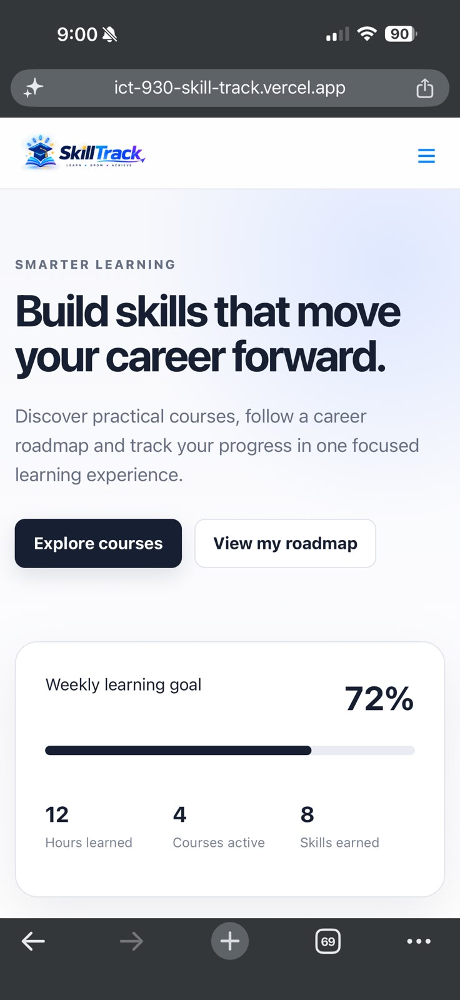 9:00
90
ict-930-skill-track.vercel.app
SkillTrack
LEARN • GROW • ACHIEVE
SMARTER LEARNING
Build skills that move
your career forward.
Discover practical courses, follow a career
roadmap and track your progress in one focused
learning experience.
Explore courses
View my roadmap
Weekly learning goal
72%
12
4
8
Hours learned
Courses active
Skills earned
69